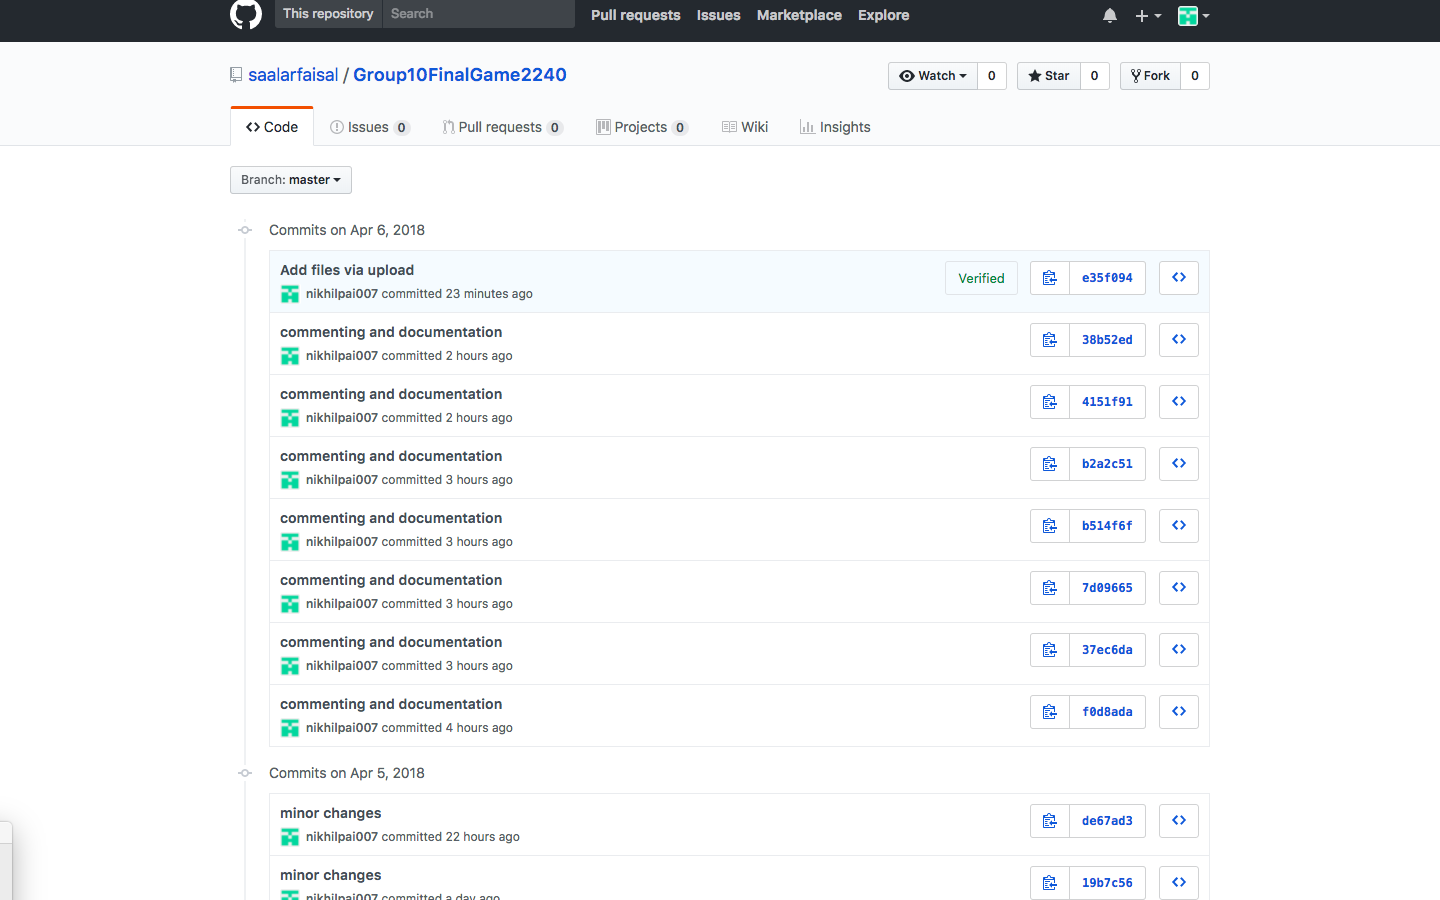 This repository Search Pull requests Issues Marketplace Explore
saalarfaisal / Group10FinalGame2240 Watch 0 Star 0 Fork 0
Code Issues 0 Pull requests 0 Projects 0 Wiki Insights
Branch: master
Commits on Apr 6, 2018
Add files via upload
nikhilpai007 committed 23 minutes ago Verified e35f094
commenting and documentation
nikhilpai007 committed 2 hours ago 38b52ed
commenting and documentation
nikhilpai007 committed 2 hours ago 4151f91
commenting and documentation
nikhilpai007 committed 3 hours ago b2a2c51
commenting and documentation
nikhilpai007 committed 3 hours ago b514f6f
commenting and documentation
nikhilpai007 committed 3 hours ago 7d09665
commenting and documentation
nikhilpai007 committed 3 hours ago 37ec6da
commenting and documentation
nikhilpai007 committed 4 hours ago f0d8ada
Commits on Apr 5, 2018
minor changes
nikhilpai007 committed 22 hours ago de67ad3
minor changes
nikhilpai007 committed a day ago 19b7c56